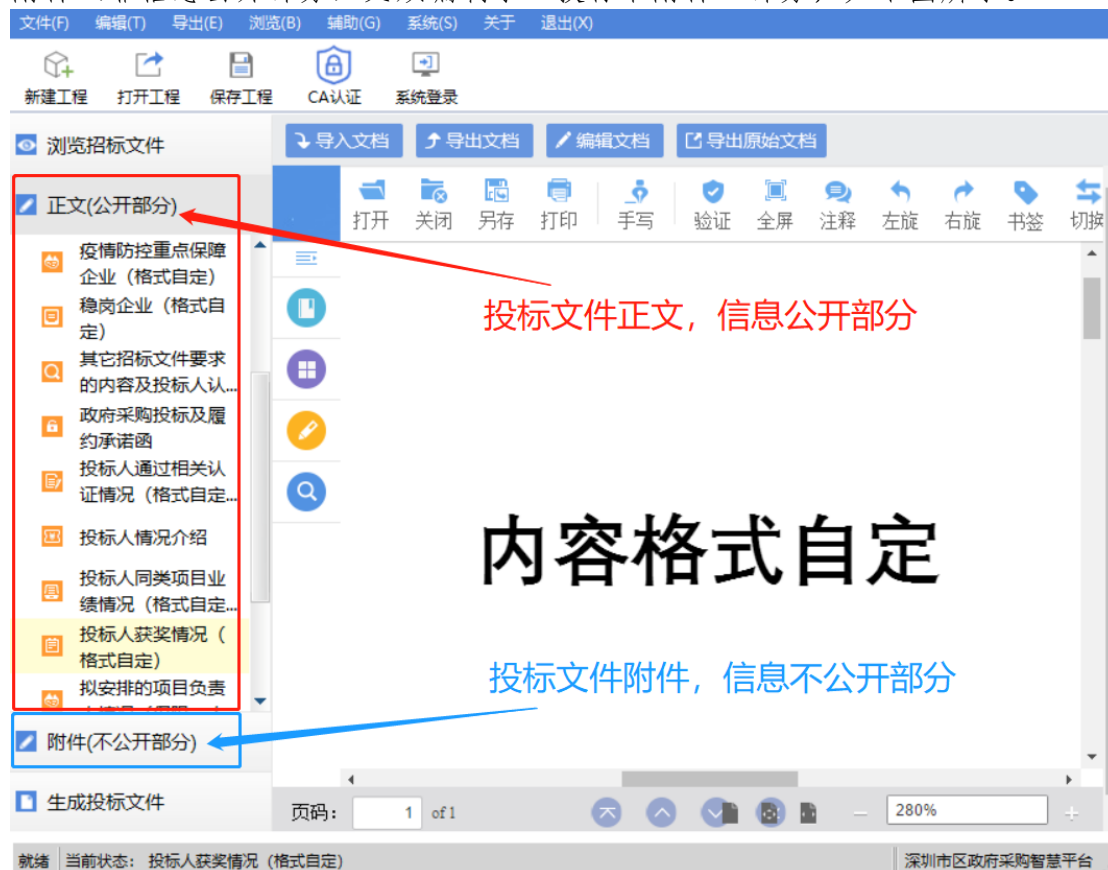 文件(F) 编辑(T) 导出(E) 浏览(B) 辅助(G) 系统(S) 关于 退出(X)
新建工程 打开工程 保存工程 CA认证 系统登录
浏览招标文件
导入文档 导出文档 编辑文档 导出原始文档
正文(公开部分)
打开 关闭 另存 打印 手写 验证 全屏 注释 左旋 右旋 书签 切换
疫情防控重点保障
企业（格式自定）
稳岗企业（格式自
定）
其它招标文件要求
的内容及投标人认...
政府采购投标及履
约承诺函
投标人通过相关认
证情况（格式自定...
投标人情况介绍
投标人同类项目业
绩情况（格式自定...
投标人获奖情况（
格式自定）
拟安排的项目负责
投标文件正文，信息公开部分
内容格式自定
投标文件附件，信息不公开部分
附件(不公开部分)
生成投标文件
页码: 1 of 1 280%
就绪 当前状态: 投标人获奖情况（格式自定） 深圳市区政府采购智慧平台